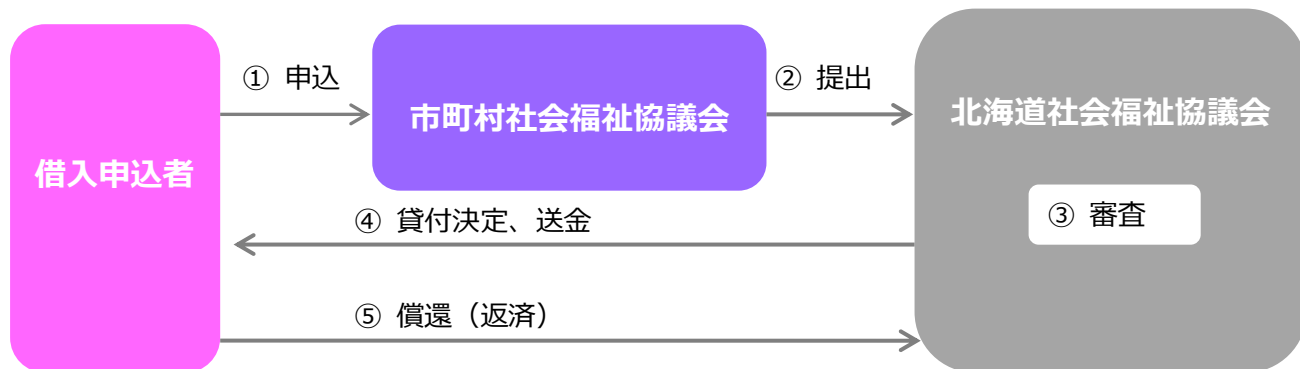 ① 申込
② 提出
市町村社会福祉協議会
北海道社会福祉協議会
借入申込者
③ 審査
④ 貸付決定、送金
⑤ 償還（返済）